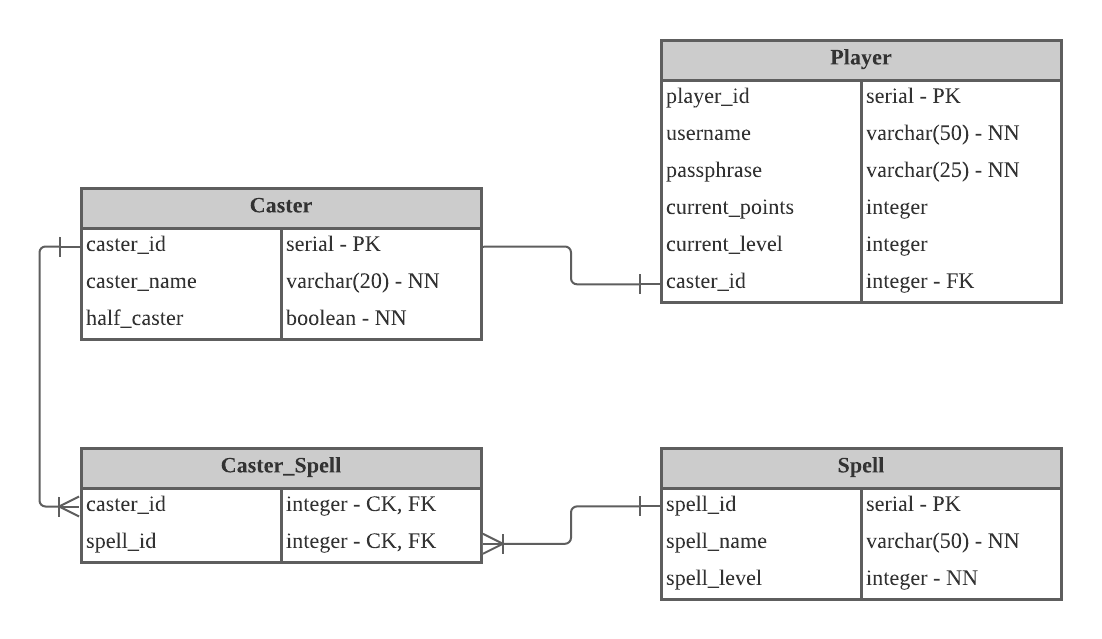 Player
player_id serial - PK
username varchar(50) - NN
passphrase varchar(25) - NN
current_points integer
current_level integer
caster_id integer - FK
Caster
caster_id serial - PK
caster_name varchar(20) - NN
half_caster boolean - NN
Caster_Spell
caster_id integer - CK, FK
spell_id integer - CK, FK
Spell
spell_id serial - PK
spell_name varchar(50) - NN
spell_level integer - NN